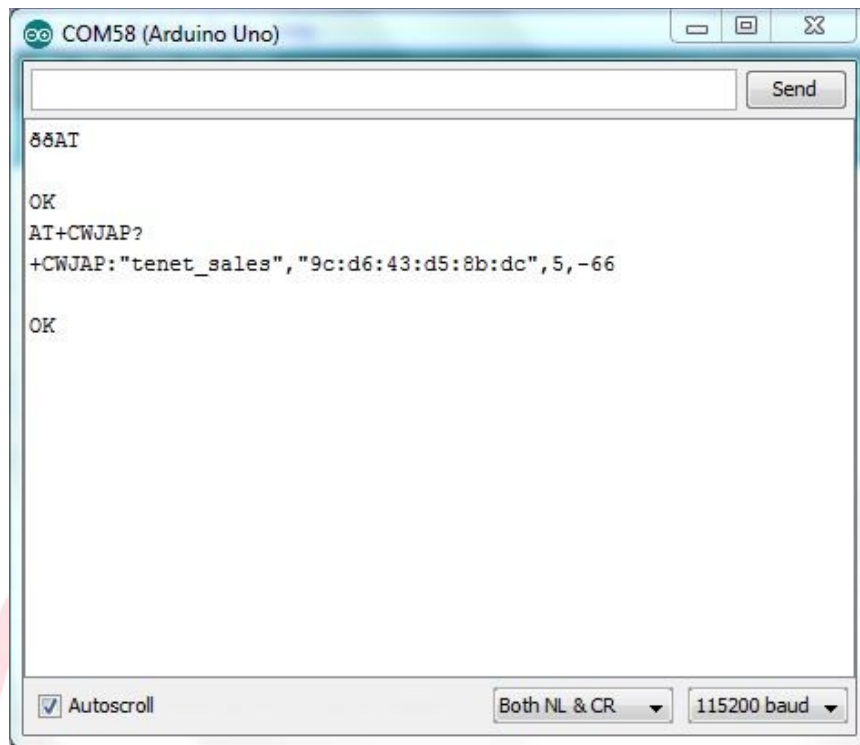 COM58 (Arduino Uno)
Send
ððAT
OK
AT+CWJAP?
+CWJAP:"tenet_sales","9c:d6:43:d5:8b:dc",5,-66
OK
Autoscroll
Both NL & CR
115200 baud